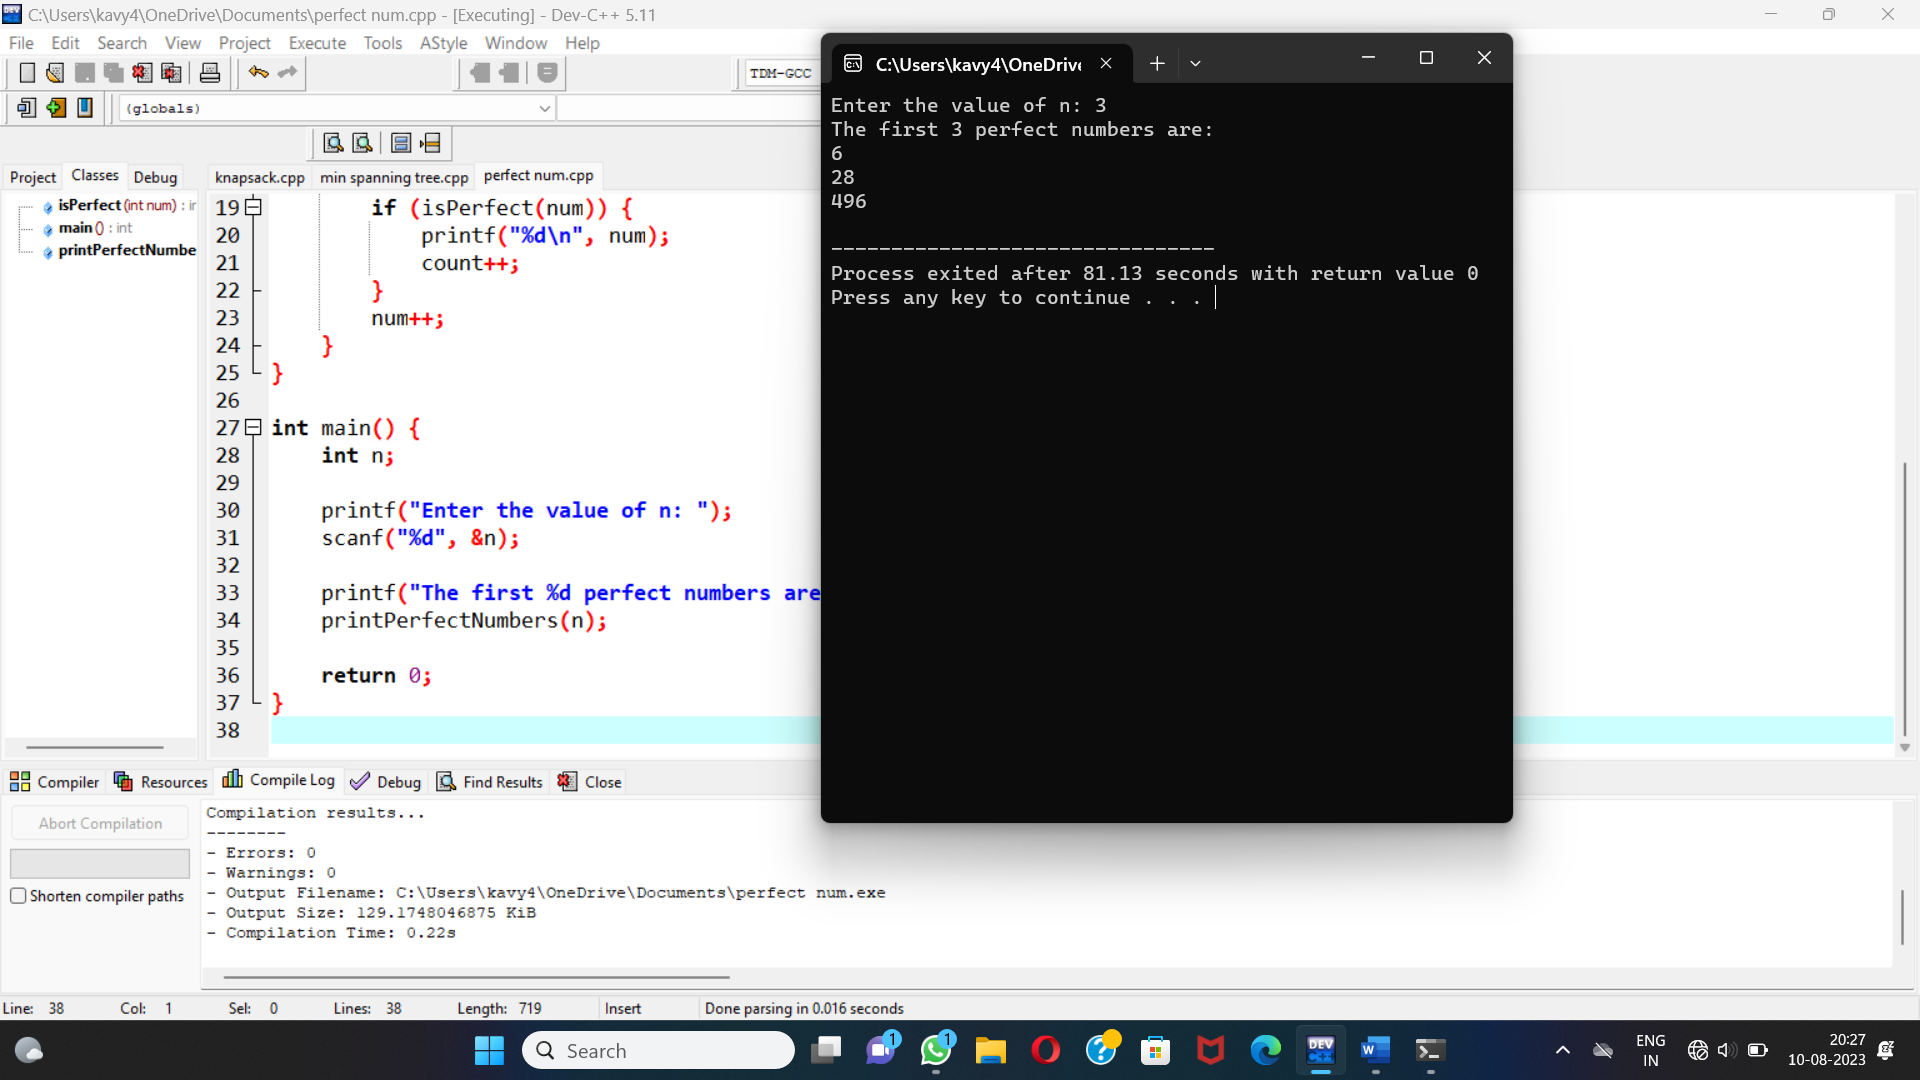 C:\Users\kavy4\OneDrive\Documents\perfect num.cpp - [Executing] - Dev-C++ 5.11
File Edit Search View Project Execute Tools AStyle Window Help
TDM-GCC
(globals)
Project Classes Debug
knapsack.cpp min spanning tree.cpp perfect num.cpp
isPerfect (int num) : ir
main () : int
printPerfectNumbe
19 if (isPerfect(num)) {
20 printf("%d\n", num);
21 count++;
22 }
23 num++;
24 }
25 }
26
27 int main() {
28 int n;
29
30 printf("Enter the value of n: ");
31 scanf("%d", &n);
32
33 printf("The first %d perfect numbers are
34 printPerfectNumbers(n);
35
36 return 0;
37 }
38
C:\Users\kavy4\OneDrive
Enter the value of n: 3
The first 3 perfect numbers are:
6
28
496
--------------------------------
Process exited after 81.13 seconds with return value 0
Press any key to continue . . .
Compiler Resources Compile Log Debug Find Results Close
Abort Compilation
Shorten compiler paths
Compilation results...
--------
- Errors: 0
- Warnings: 0
- Output Filename: C:\Users\kavy4\OneDrive\Documents\perfect num.exe
- Output Size: 129.1748046875 KiB
- Compilation Time: 0.22s
Line: 38 Col: 1 Sel: 0 Lines: 38 Length: 719 Insert Done parsing in 0.016 seconds
Search
1
1
DEV
C++
W
ENG
IN
20:27
10-08-2023